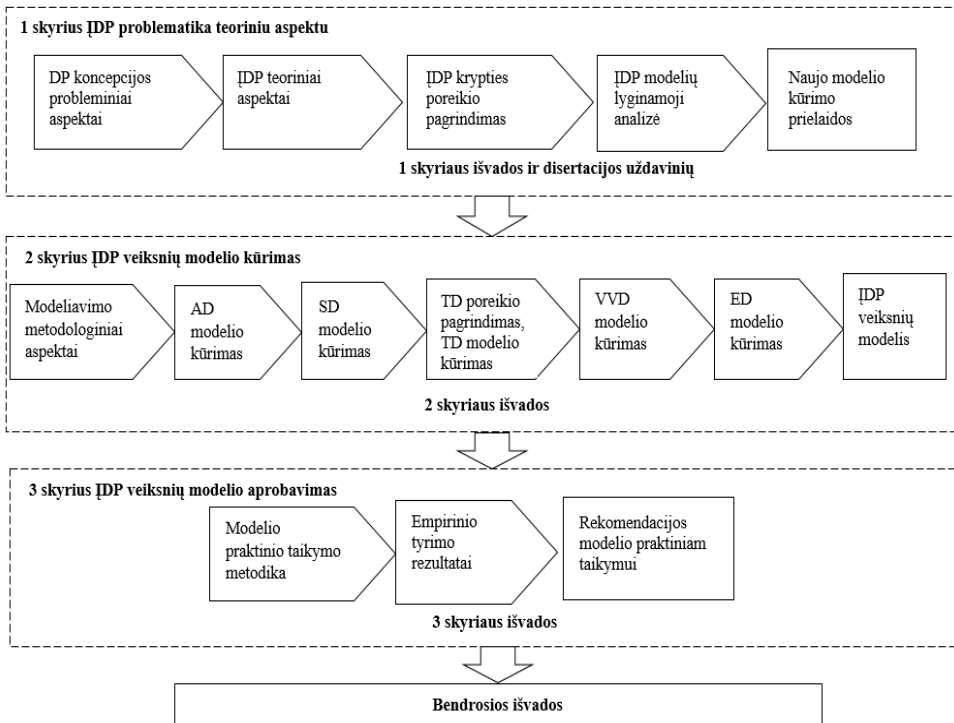 1 skyrius ĮDP problematika teoriniu aspektu
DP koncepcijos
probleminiai
aspektai
ĮDP teoriniai
aspektai
ĮDP krypties
poreikio
pagrindimas
ĮDP modelių
lyginamoji
analizė
Naujo modelio
kūrimo
prielaidos
1 skyriaus išvados ir disertacijos uždavinių
2 skyrius ĮDP veiksnių modelio kūrimas
Modeliavimo
metodologiniai
aspektai
AD
modelio
kūrimas
SD
modelio
kūrimas
TD poreikio
pagrindimas,
TD modelio
kūrimas
VVD
modelio
kūrimas
ED
modelio
kūrimas
ĮDP
veiksnių
modelis
2 skyriaus išvados
3 skyrius ĮDP veiksnių modelio aprobavimas
Modelio
praktinio taikymo
metodika
Empirinio
tyrimo
rezultatai
Rekomendacijos
modelio praktiniam
taikymui
3 skyriaus išvados
Bendrosios išvados